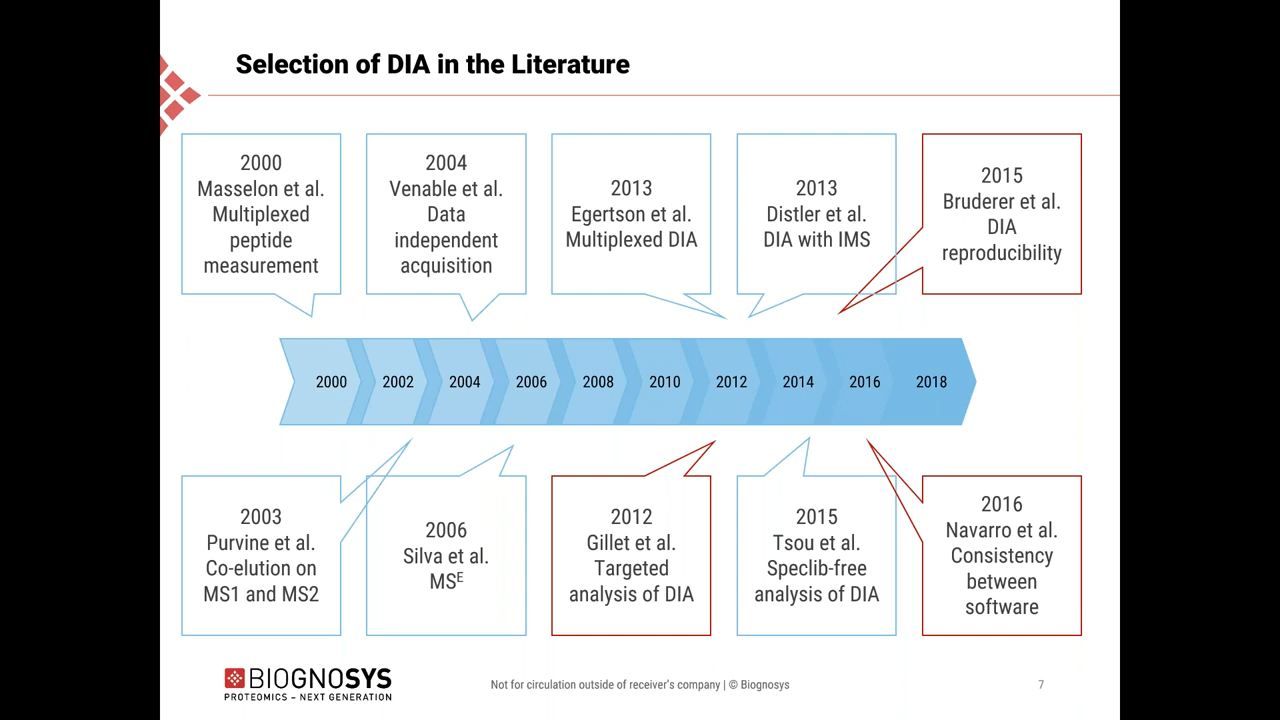 Selection of DIA in the Literature
2000
Masselon et al.
Multiplexed
peptide
measurement
2004
Venable et al.
Data
independent
acquisition
2013
Egertson et al.
Multiplexed DIA
2013
Distler et al.
DIA with IMS
2015
Bruderer et al.
DIA
reproducibility
2000 2002 2004 2006 2008 2010 2012 2014 2016 2018
2003
Purvine et al.
Co-elution on
MS1 and MS2
2006
Silva et al.
MSᴱ
2012
Gillet et al.
Targeted
analysis of DIA
2015
Tsou et al.
Speclib-free
analysis of DIA
2016
Navarro et al.
Consistency
between
software
BIOGNOSYS
PROTEOMICS – NEXT GENERATION
Not for circulation outside of receiver's company | © Biognosys
7